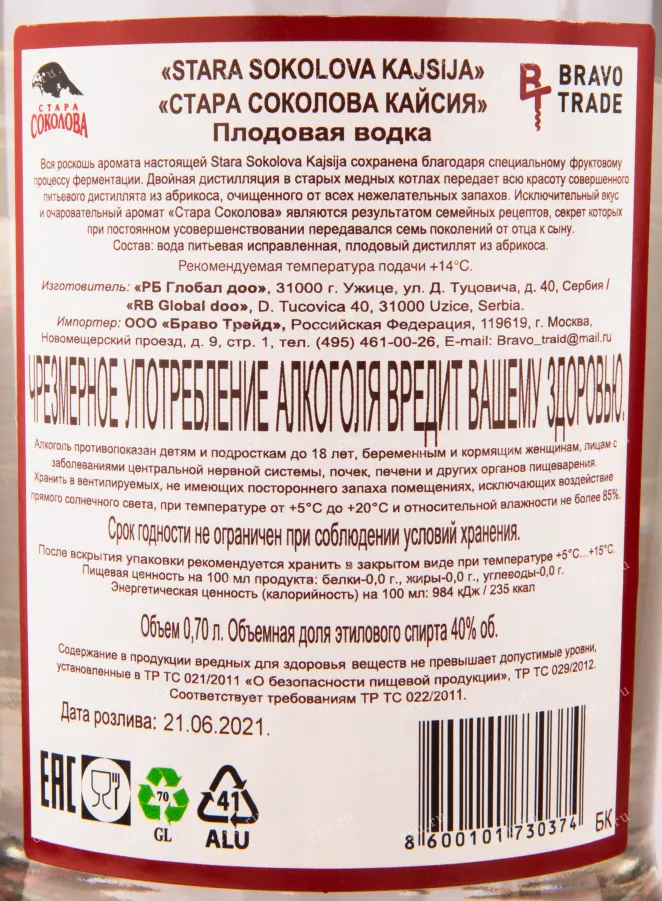 СТАРА
СОКОЛОВА
«STARA SOKOLOVA KAJSIJA»
«СТАРА СОКОЛОВА КАЙСИЯ»
Плодовая водка
BRAVO
TRADE
Вся роскошь аромата настоящей Stara Sokolova Kajsija сохранена благодаря специальному фруктовому
процессу ферментации. Двойная дистилляция в старых медных котлах передает всю красоту совершенного
питьевого дистиллята из абрикоса, очищенного от всех нежелательных запахов. Исключительный вкус
и очаровательный аромат «Стара Соколова» являются результатом семейных рецептов, секрет которых
при постоянном усовершенствовании передавался семь поколений от отца к сыну.
Состав: вода питьевая исправленная, плодовый дистиллят из абрикоса.
Рекомендуемая температура подачи +14°С.
Изготовитель: «РБ Глобал доо», 31000 г. Ужице, ул. Д. Туцовича, д. 40, Сербия /
«RB Global doo», D. Tucovica 40, 31000 Uzice, Serbia.
Импортер: ООО «Браво Трейд», Российская Федерация, 119619, г. Москва,
Новомещерский проезд, д. 9, стр. 1, тел. (495) 461-00-26, E-mail: Bravo_traid@mail.ru
ЧРЕЗМЕРНОЕ УПОТРЕБЛЕНИЕ АЛКОГОЛЯ ВРЕДИТ ВАШЕМУ ЗДОРОВЬЮ.
Алкоголь противопоказан детям и подросткам до 18 лет, беременным и кормящим женщинам, лицам с
заболеваниями центральной нервной системы, почек, печени и других органов пищеварения.
Хранить в вентилируемых, не имеющих постороннего запаха помещениях, исключающих воздействие
прямого солнечного света, при температуре от +5°С до +20°С и относительной влажности не более 85%.
Срок годности не ограничен при соблюдении условий хранения.
После вскрытия упаковки рекомендуется хранить в закрытом виде при температуре +5°С...+15°С.
Пищевая ценность на 100 мл продукта: белки-0,0 г., жиры-0,0 г., углеводы-0,0 г.
Энергетическая ценность (калорийность) на 100 мл: 984 кДж / 235 ккал
Объем 0,70 л. Объемная доля этилового спирта 40% об.
Содержание в продукции вредных для здоровья веществ не превышает допустимые уровни,
установленные в ТР ТС 021/2011 «О безопасности пищевой продукции», ТР ТС 029/2012.
Соответствует требованиям ТР ТС 022/2011.
Дата розлива: 21.06.2021.
EAC
70
GL
41
ALU
8 600101 730374
БК